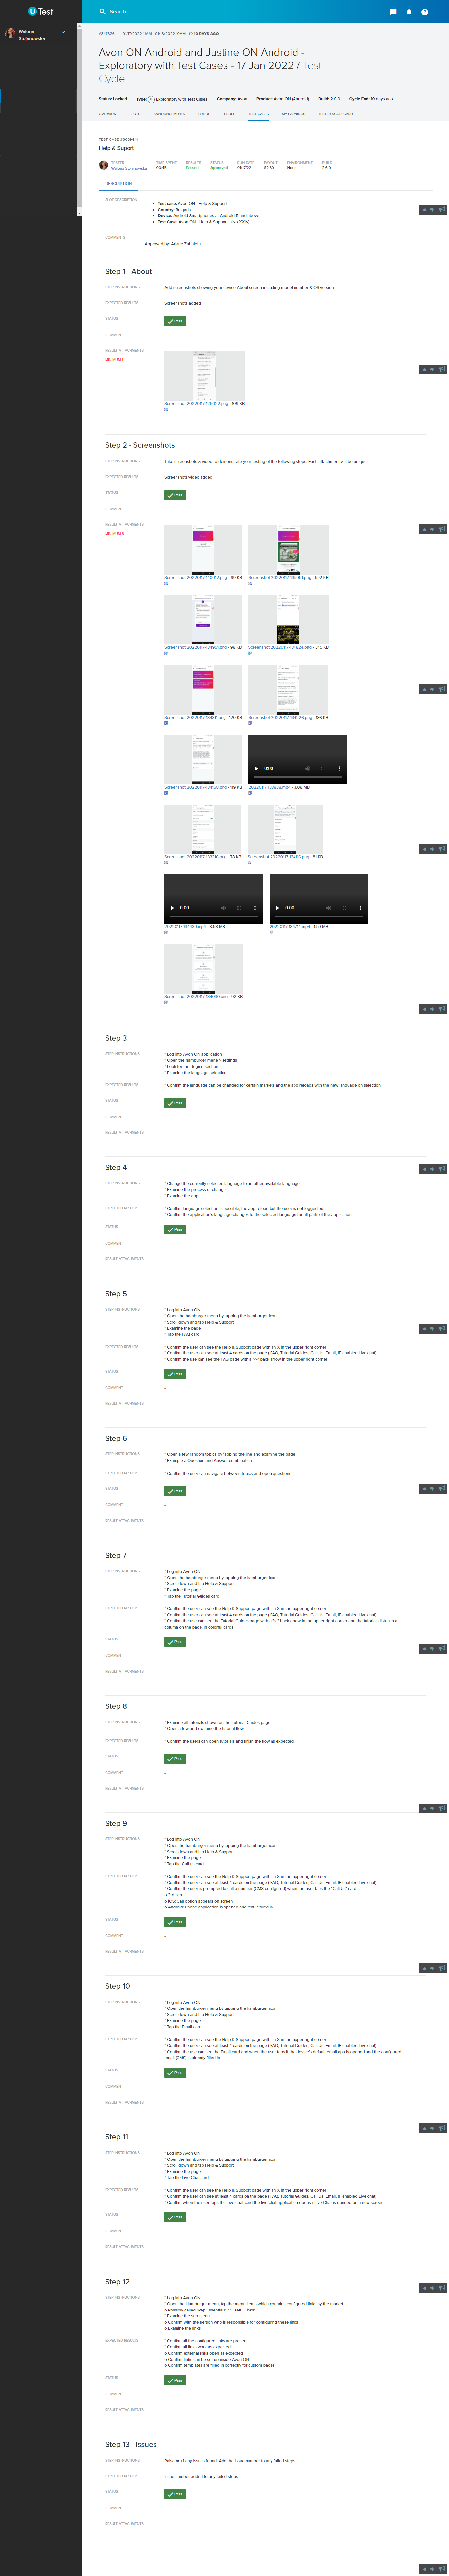 uTest
Search
Waleria
Stojanowska
#347026 01/17/2022 11AM - 01/18/2022 10AM 10 DAYS AGO
Avon ON Android and Justine ON Android -
Exploratory with Test Cases - 17 Jan 2022 / Test
Cycle
Status: Locked Type: Exploratory with Test Cases Company: Avon Product: Avon ON (Android) Build: 2.6.0 Cycle End: 10 days ago
OVERVIEW SLOTS ANNOUNCEMENTS BUILDS ISSUES TEST CASES MY EARNINGS TESTER SCORECARD
Help & Suport
TESTER TIME SPENT RESULTS STATUS RUN DATE PAYOUT ENVIRONMENT BUILD
Waleria Stojanowska 00:45 Passed Approved 01/17/22 $2.30 None 2.6.0
DESCRIPTION
SLOT DESCRIPTION
Test case: Avon ON - Help & Support
Country: Bulgaria
Device: Android Smartphones at Android 5 and above
Test Case: Avon ON - Help & Support - (No XXIV)
COMMENTS
Approved by: Ariane Zabaleta
Step 1 - About
STEP INSTRUCTIONS Add screenshots showing your device About screen including model number & OS version
EXPECTED RESULTS Screenshots added
STATUS Pass
COMMENT -
RESULT ATTACHMENTS
MINIMUM 1
Screenshot 20220117-125022.png - 109 KB
Step 2 - Screenshots
STEP INSTRUCTIONS Take screenshots & video to demonstrate your testing of the following steps. Each attachment will be unique
EXPECTED RESULTS Screenshots/video added
STATUS Pass
COMMENT -
RESULT ATTACHMENTS
Screenshot 20220117-140012.png - 69 KB Screenshot 20220117-135951.png - 592 KB
Screenshot 20220117-134951.png - 98 KB Screenshot 20220117-134824.png - 345 KB
Screenshot 20220117-134311.png - 120 KB Screenshot 20220117-134226.png - 136 KB
Screenshot 20220117-134158.png - 119 KB 20220117 133838.mp4 - 3.08 MB
0:00
Screenshot 20220117-133316.png - 78 KB Screenshot 20220117-134116.png - 81 KB
0:00 0:00
20220117 134439.mp4 - 3.58 MB 20220117 134714.mp4 - 1.59 MB
Screenshot 20220117-134030.png - 92 KB
Step 3
STEP INSTRUCTIONS * Log into Avon ON application
* Open the hamburger mene > settings
* Look for the Region section
* Examine the language selection
EXPECTED RESULTS * Confirm the language can be changed for certain markets and the app reloads with the new language on selection
STATUS Pass
COMMENT -
RESULT ATTACHMENTS
Step 4
STEP INSTRUCTIONS * Change the currently selected language to an other available language
* Examine the process of change
* Examine the app
EXPECTED RESULTS * Confirm language selection is possible, the app reload but the user is not logged out
* Confirm the application's language changes to the selected language for all parts of the application
STATUS Pass
COMMENT -
RESULT ATTACHMENTS
Step 5
STEP INSTRUCTIONS * Log into Avon ON
* Open the hamburger menu by tapping the hamburger icon
* Scroll down and tap Help & Support
* Examine the page
* Tap the FAQ card
EXPECTED RESULTS * Confirm the user can see the Help & Support page with an X in the upper right corner
* Confirm the user can see at least 4 cards on the page ( FAQ, Tutorial Guides, Call Us, Email, IF enabled Live chat)
* Confirm the use can see the FAQ page with a "<-" back arrow in the upper right corner
STATUS Pass
COMMENT -
RESULT ATTACHMENTS
Step 6
STEP INSTRUCTIONS * Open a few random topics by tapping the line and examine the page
* Example a Question and Answer combination
EXPECTED RESULTS * Confirm the user can navigate between topics and open questions
STATUS Pass
COMMENT -
RESULT ATTACHMENTS
Step 7
STEP INSTRUCTIONS * Log into Avon ON
* Open the hamburger menu by tapping the hamburger icon
* Scroll down and tap Help & Support
* Examine the page
* Tap the Tutorial Guides card
EXPECTED RESULTS * Confirm the user can see the Help & Support page with an X in the upper right corner
* Confirm the user can see at least 4 cards on the page ( FAQ, Tutorial Guides, Call Us, Email, IF enabled Live chat)
* Confirm the use can see the Tutorial Guides page with a "<-" back arrow in the upper right corner and the tutorials listen in a
column on the page, in colorful cards
STATUS Pass
COMMENT -
RESULT ATTACHMENTS
Step 8
STEP INSTRUCTIONS * Examine all tutorials shown on the Tutorial Guides page
* Open a few and examine the tutorial flow
EXPECTED RESULTS * Confirm the users can open tutorials and finish the flow as expected
STATUS Pass
COMMENT -
RESULT ATTACHMENTS
Step 9
STEP INSTRUCTIONS * Log into Avon ON
* Open the hamburger menu by tapping the hamburger icon
* Scroll down and tap Help & Support
* Examine the page
* Tap the Call us card
EXPECTED RESULTS * Confirm the user can see the Help & Support page with an X in the upper right corner
* Confirm the user can see at least 4 cards on the page ( FAQ, Tutorial Guides, Call Us, Email, IF enabled Live chat)
* Confirm the user is prompted to call a number (CMS configured) when the user taps the "Call Us" card
o 3rd card
o iOS: Call option appears on screen
o Android: Phone application is opened and text is filled in
STATUS Pass
COMMENT -
RESULT ATTACHMENTS
Step 10
STEP INSTRUCTIONS * Log into Avon ON
* Open the hamburger menu by tapping the hamburger icon
* Scroll down and tap Help & Support
* Examine the page
* Tap the Email card
EXPECTED RESULTS * Confirm the user can see the Help & Support page with an X in the upper right corner
* Confirm the user can see at least 4 cards on the page ( FAQ, Tutorial Guides, Call Us, Email, IF enabled Live chat)
* Confirm the use can see the Email card and when the user taps it the device's default email app is opened and the configured
email (CMS) is already filled in
STATUS Pass
COMMENT -
RESULT ATTACHMENTS
Step 11
STEP INSTRUCTIONS * Log into Avon ON
* Open the hamburger menu by tapping the hamburger icon
* Scroll down and tap Help & Support
* Examine the page
* Tap the Live Chat card
EXPECTED RESULTS * Confirm the user can see the Help & Support page with an X in the upper right corner
* Confirm the user can see at least 4 cards on the page ( FAQ, Tutorial Guides, Call Us, Email, IF enabled Live chat)
* Confirm when the user taps the Live chat card the live chat application opens / Live Chat is opened on a new screen
STATUS Pass
COMMENT -
RESULT ATTACHMENTS
Step 12
STEP INSTRUCTIONS * Log into Avon ON
* Open the Hamburger menu, tap the menu items which contains configured links by the market
o Possibly called "Rep Essentials" / "Useful Links"
* Examine the sub-menu
o Confirm with the person who is responsible for configuring these links
o Examine the links
EXPECTED RESULTS * Confirm all the configured links are present
* Confirm all links work as expected
o Confirm external links open as expected
o Confirm links can be set up inside Avon ON
o Confirm templates are filled in correctly for custom pages
STATUS Pass
COMMENT -
RESULT ATTACHMENTS
Step 13 - Issues
STEP INSTRUCTIONS Raise or +1 any issues found. Add the issue number to any failed steps
EXPECTED RESULTS Issue number added to any failed steps
STATUS Pass
COMMENT -
RESULT ATTACHMENTS